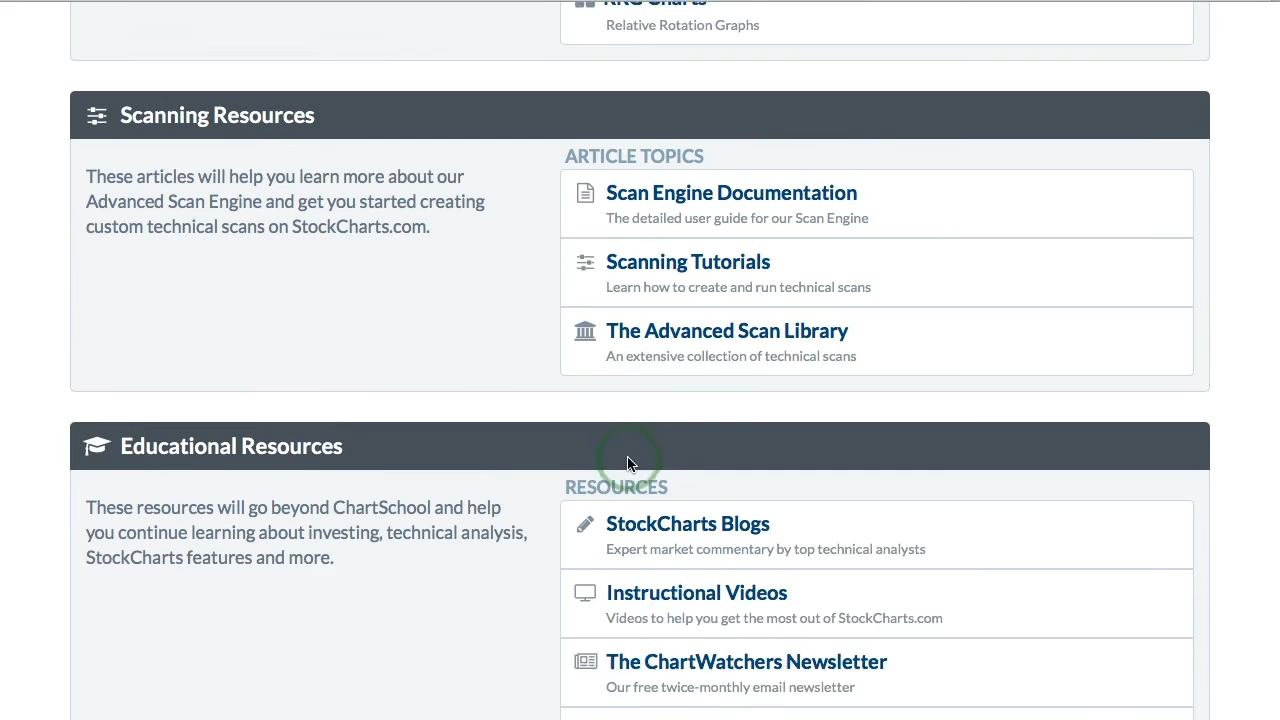 RRG Charts
Relative Rotation Graphs
Scanning Resources
These articles will help you learn more about our
Advanced Scan Engine and get you started creating
custom technical scans on StockCharts.com.
ARTICLE TOPICS
Scan Engine Documentation
The detailed user guide for our Scan Engine
Scanning Tutorials
Learn how to create and run technical scans
The Advanced Scan Library
An extensive collection of technical scans
Educational Resources
These resources will go beyond ChartSchool and help
you continue learning about investing, technical analysis,
StockCharts features and more.
RESOURCES
StockCharts Blogs
Expert market commentary by top technical analysts
Instructional Videos
Videos to help you get the most out of StockCharts.com
The ChartWatchers Newsletter
Our free twice-monthly email newsletter